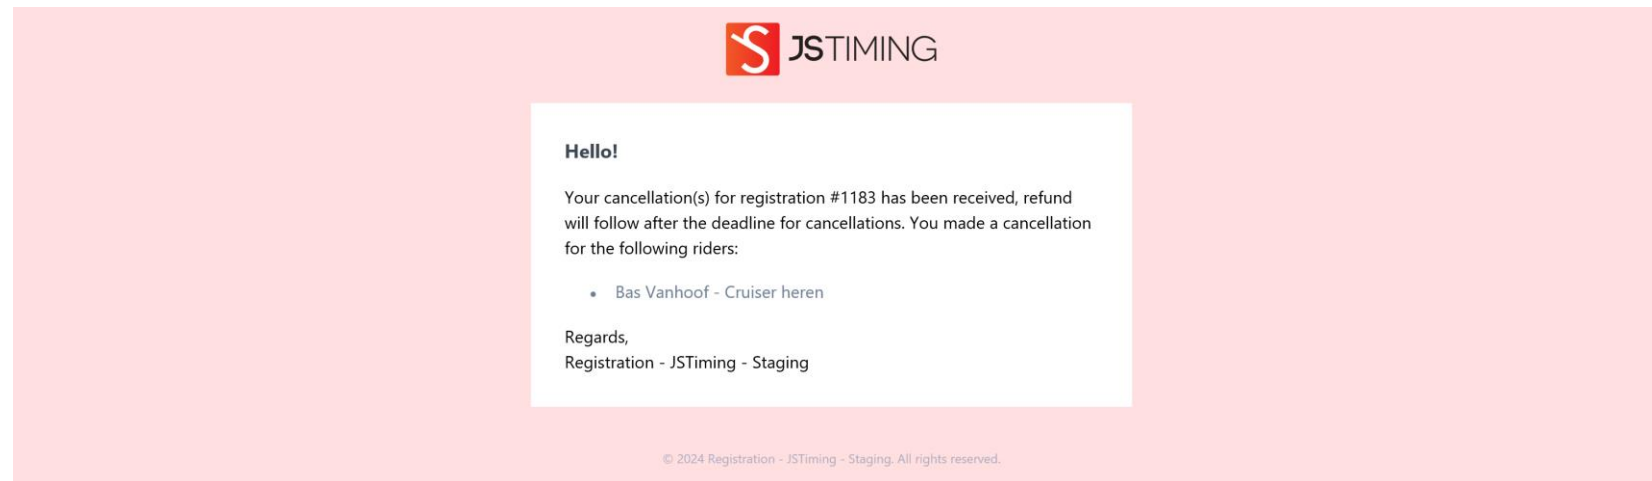 JSTIMING
Hello!
Your cancellation(s) for registration #1183 has been received, refund
will follow after the deadline for cancellations. You made a cancellation
for the following riders:
• Bas Vanhoof - Cruiser heren
Regards,
Registration - JSTiming - Staging
© 2024 Registration - JSTiming - Staging. All rights reserved.